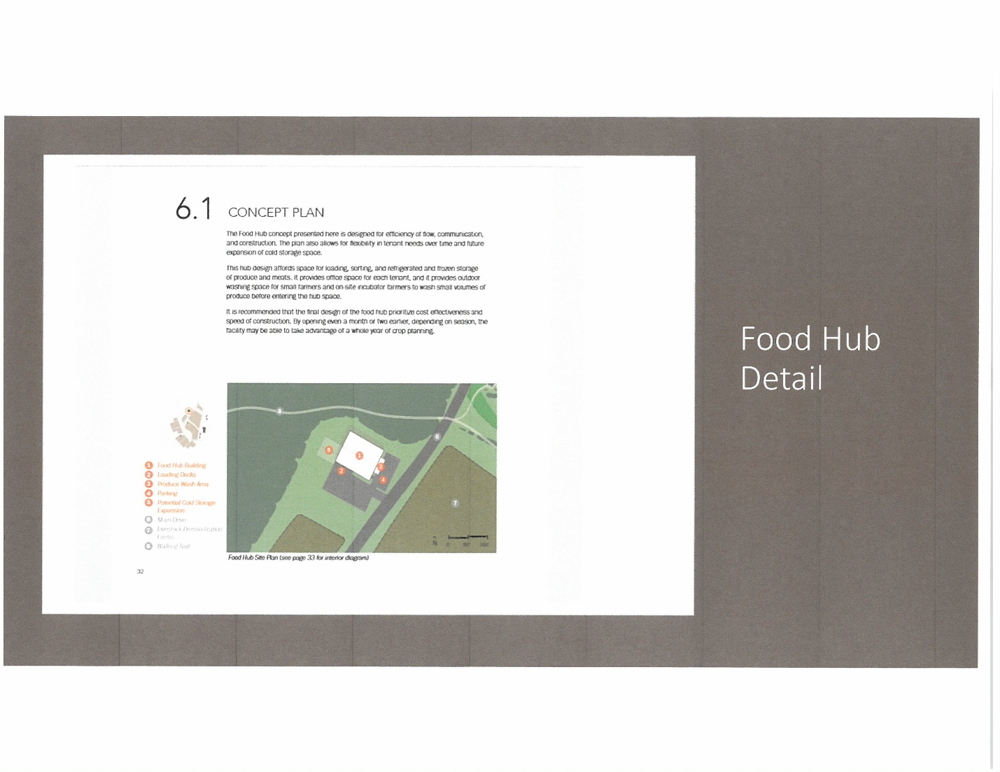 6.1 CONCEPT PLAN
The Food Hub concept presented here is designed for efficiency of flow, communication,
and construction. The plan also allows for flexibility in tenant needs over time and future
expansion of cold storage space.
This hub design affords space for loading, sorting, and refrigerated and frozen storage
of produce and meats. It provides office space for each tenant, and it provides outdoor
washing space for small farmers and on-site incubator farmers to wash small volumes of
produce before entering the hub space.
It is recommended that the final design of the food hub prioritize cost effectiveness and
speed of construction. By opening even a month or two earlier, depending on season, the
facility may be able to take advantage of a whole year of crop planning.
Food Hub
Detail
1 Food Hub Building
2 Loading Docks
3 Produce Wash Area
4 Parking
5 Potential Cold Storage
Expansion
6 Main Drive
7 Livestock Demonstration
Farms
8 Walking Trail
8
6
5
1
3
2
4
7
N
0
Food Hub Site Plan (see page 33 for interior diagram)
32